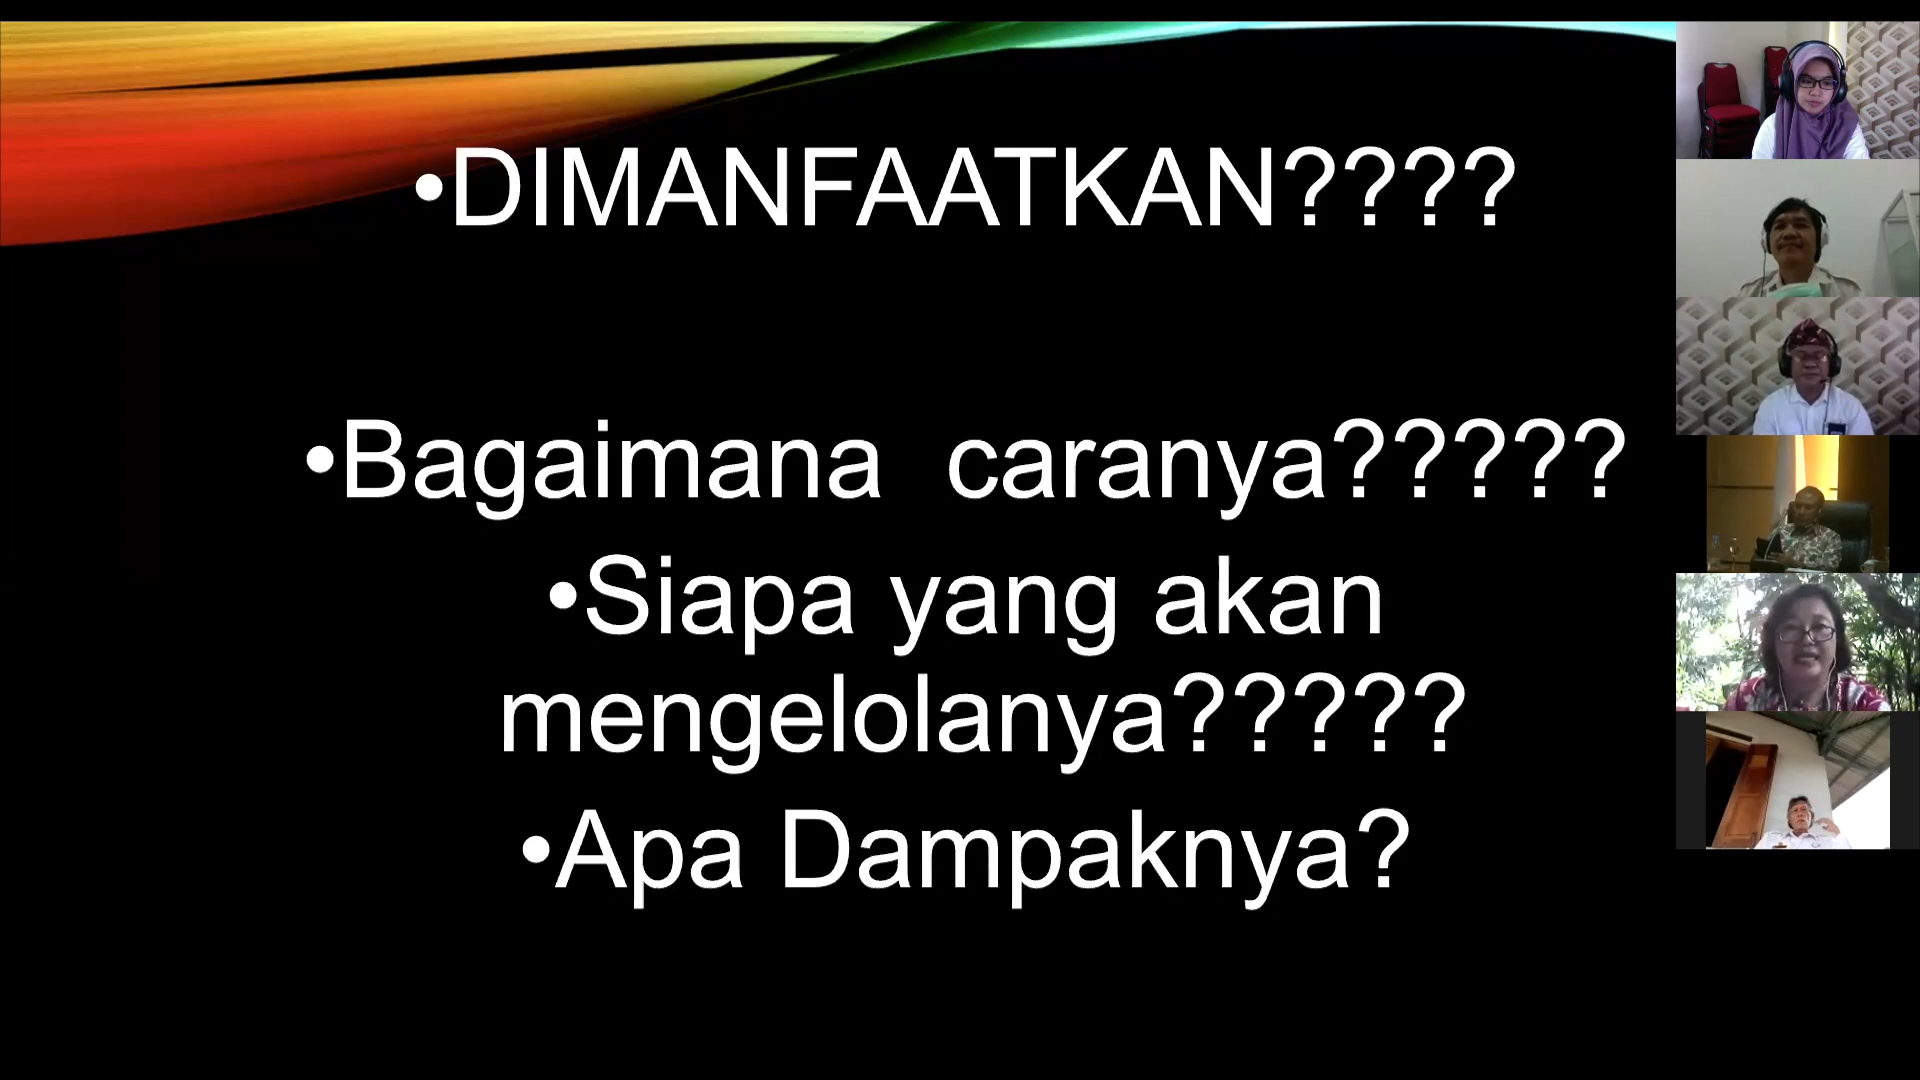 •DIMANFAATKAN????
•Bagaimana  caranya?????
•Siapa yang akan
mengelolanya?????
•Apa Dampaknya?